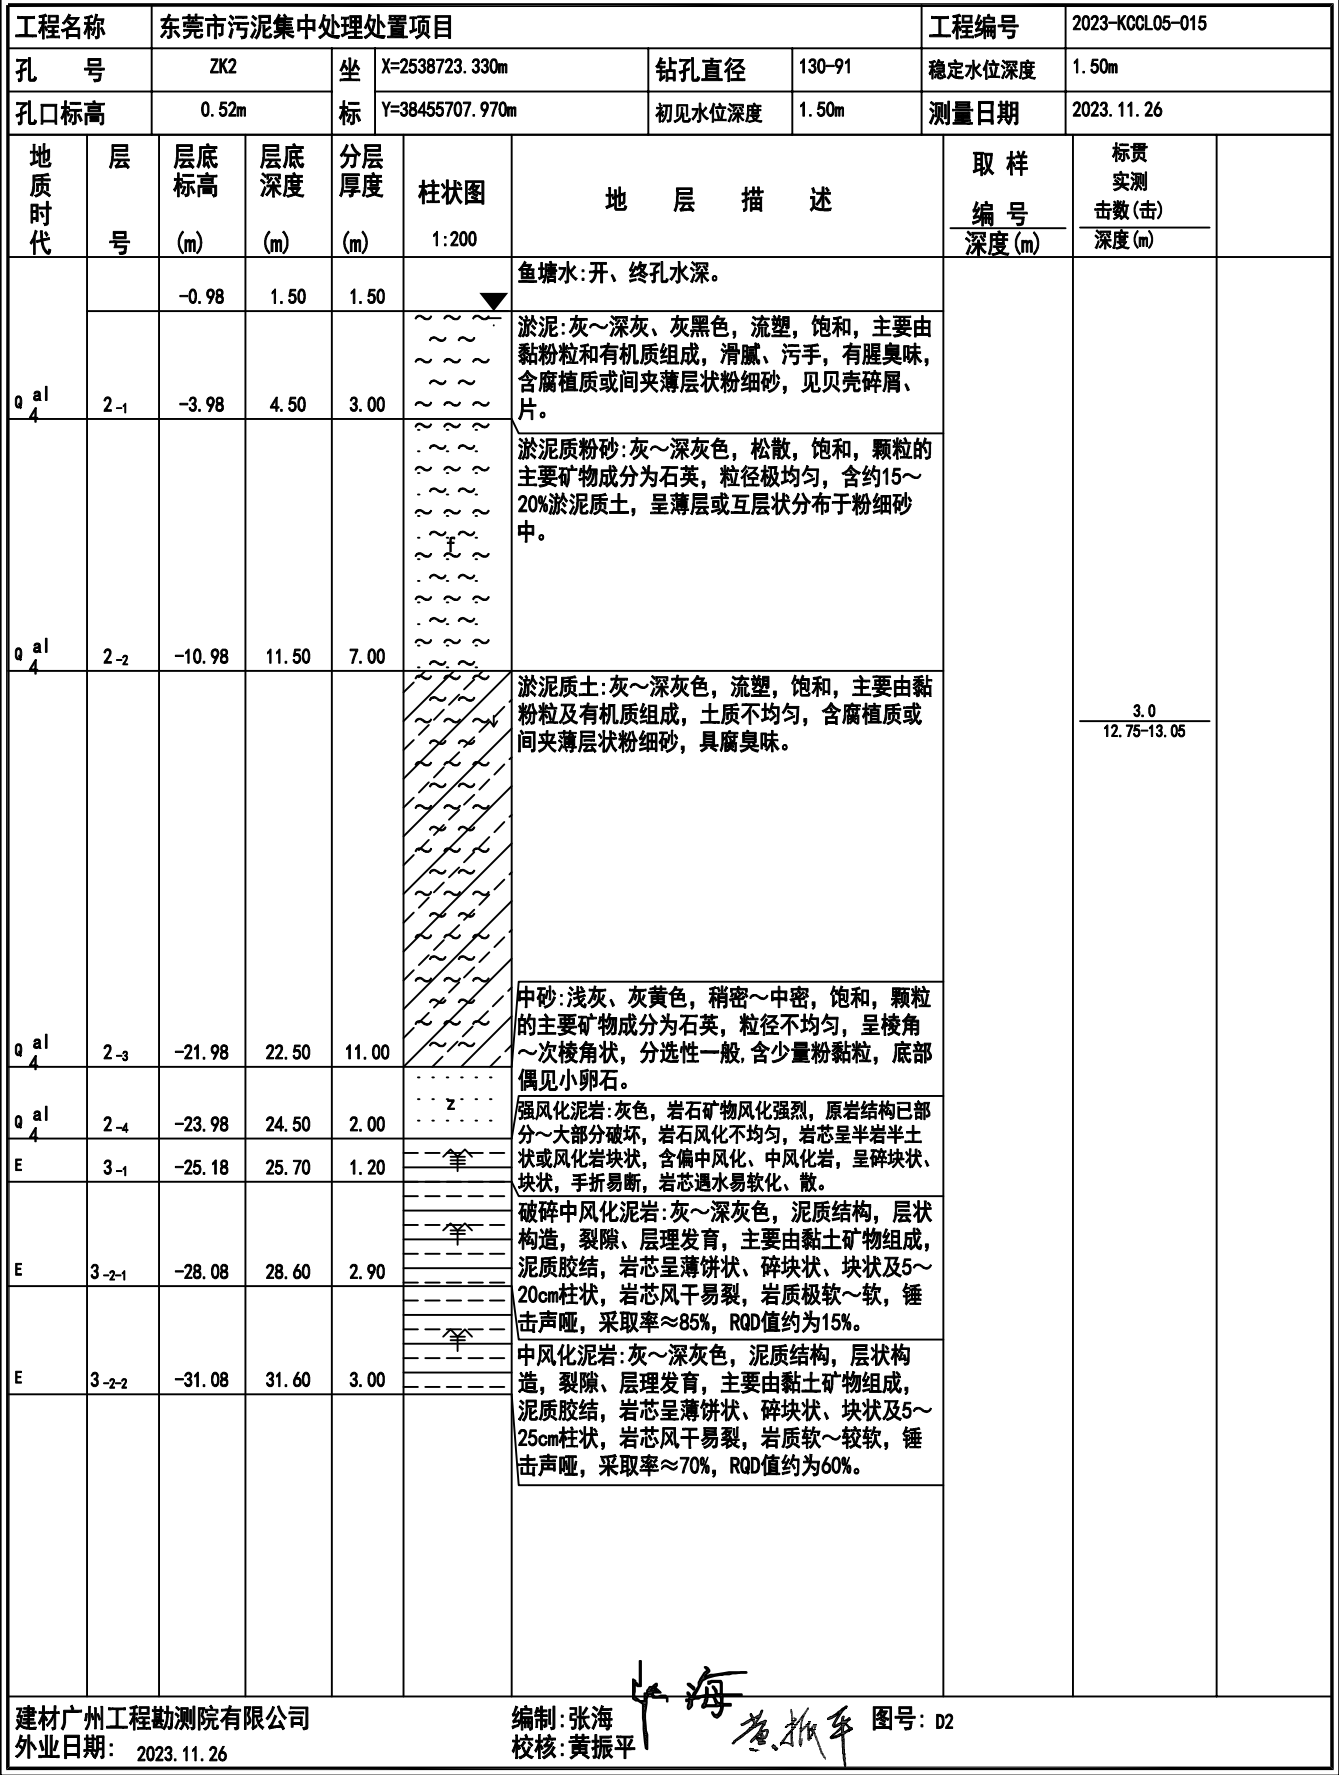 工程名称 东莞市污泥集中处理处置项目 工程编号 2023-KCCL05-015
孔 号 ZK2 坐 X=2538723.330m 钻孔直径 130-91 稳定水位深度 1.50m
孔口标高 0.52m 标 Y=38455707.970m 初见水位深度 1.50m 测量日期 2023.11.26
地质时代 层号 层底标高(m) 层底深度(m) 分层厚度(m) 柱状图 1:200 地 层 描 述 取样编号 深度(m) 标贯实测击数(击) 深度(m)
鱼塘水:开、终孔水深。
-0.98 1.50 1.50
淤泥:灰～深灰、灰黑色，流塑，饱和，主要由
黏粉粒和有机质组成，滑腻、污手，有腥臭味，
含腐植质或间夹薄层状粉细砂，见贝壳碎屑、
片。
Q al 4 2-1 -3.98 4.50 3.00
淤泥质粉砂:灰～深灰色，松散，饱和，颗粒的
主要矿物成分为石英，粒径极均匀，含约15～
20%淤泥质土，呈薄层或互层状分布于粉细砂
中。
f
Q al 4 2-2 -10.98 11.50 7.00
淤泥质土:灰～深灰色，流塑，饱和，主要由黏
粉粒及有机质组成，土质不均匀，含腐植质或
间夹薄层状粉细砂，具腐臭味。
3.0
12.75-13.05
中砂:浅灰、灰黄色，稍密～中密，饱和，颗粒
的主要矿物成分为石英，粒径不均匀，呈棱角
～次棱角状，分选性一般,含少量粉黏粒，底部
偶见小卵石。
Q al 4 2-3 -21.98 22.50 11.00
z
Q al 4 2-4 -23.98 24.50 2.00
强风化泥岩:灰色，岩石矿物风化强烈，原岩结构已部
分～大部分破坏，岩石风化不均匀，岩芯呈半岩半土
状或风化岩块状，含偏中风化、中风化岩，呈碎块状、
块状，手折易断，岩芯遇水易软化、散。
E 3-1 -25.18 25.70 1.20
破碎中风化泥岩:灰～深灰色，泥质结构，层状
构造，裂隙、层理发育，主要由黏土矿物组成，
泥质胶结，岩芯呈薄饼状、碎块状、块状及5～
20cm柱状，岩芯风干易裂，岩质极软～软，锤
击声哑，采取率≈85%，RQD值约为15%。
E 3-2-1 -28.08 28.60 2.90
中风化泥岩:灰～深灰色，泥质结构，层状构
造，裂隙、层理发育，主要由黏土矿物组成，
泥质胶结，岩芯呈薄饼状、碎块状、块状及5～
25cm柱状，岩芯风干易裂，岩质软～较软，锤
击声哑，采取率≈70%，RQD值约为60%。
E 3-2-2 -31.08 31.60 3.00
建材广州工程勘测院有限公司 编制:张海 张海 图号: D2
外业日期: 2023.11.26 校核:黄振平 黄振平